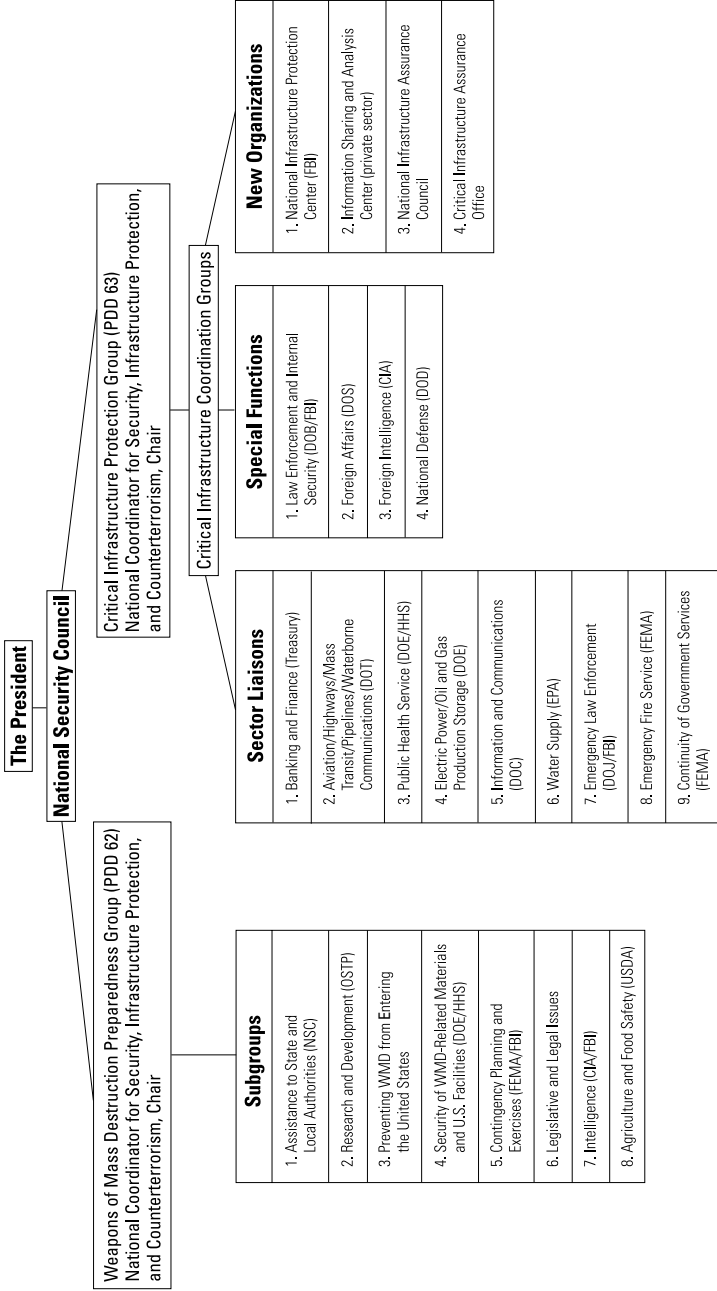 The President
National Security Council
Weapons of Mass Destruction Preparedness Group (PDD 62)
National Coordinator for Security, Infrastructure Protection,
and Counterterrorism, Chair
Critical Infrastructure Protection Group (PDD 63)
National Coordinator for Security, Infrastructure Protection,
and Counterterrorism, Chair
Critical Infrastructure Coordination Groups
Subgroups
1. Assistance to State and
Local Authorities (NSC)
2. Research and Development (OSTP)
3. Preventing WMD from Entering
the United States
4. Security of WMD-Related Materials
and U.S. Facilities (DOE/HHS)
5. Contingency Planning and
Exercises (FEMA/FBI)
6. Legislative and Legal Issues
7. Intelligence (CIA/FBI)
8. Agriculture and Food Safety (USDA)
Sector Liaisons
1. Banking and Finance (Treasury)
2. Aviation/Highways/Mass
Transit/Pipelines/Waterborne
Communications (DOT)
3. Public Health Service (DOE/HHS)
4. Electric Power/Oil and Gas
Production Storage (DOE)
5. Information and Communications
(DOC)
6. Water Supply (EPA)
7. Emergency Law Enforcement
(DOJ/FBI)
8. Emergency Fire Service (FEMA)
9. Continuity of Government Services
(FEMA)
Special Functions
1. Law Enforcement and Internal
Security (DOB/FBI)
2. Foreign Affairs (DOS)
3. Foreign Intelligence (CIA)
4. National Defense (DOD)
New Organizations
1. National Infrastructure Protection
Center (FBI)
2. Information Sharing and Analysis
Center (private sector)
3. National Infrastructure Assurance
Council
4. Critical Infrastructure Assurance
Office